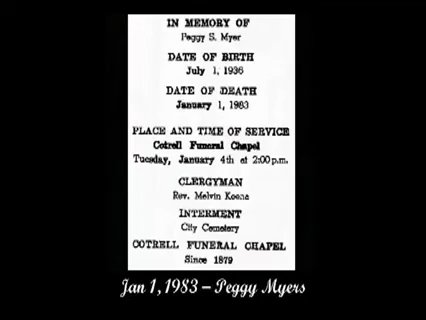 IN MEMORY OF
Peggy S. Myer
DATE OF BIRTH
July 1, 1936
DATE OF DEATH
January 1, 1983
PLACE AND TIME OF SERVICE
Cotrell Funeral Chapel
Tuesday, January 4th at 2:00 p.m.
CLERGYMAN
Rev. Melvin Koons
INTERMENT
City Cemetery
COTRELL FUNERAL CHAPEL
Since 1879
Jan 1, 1983 – Peggy Myers